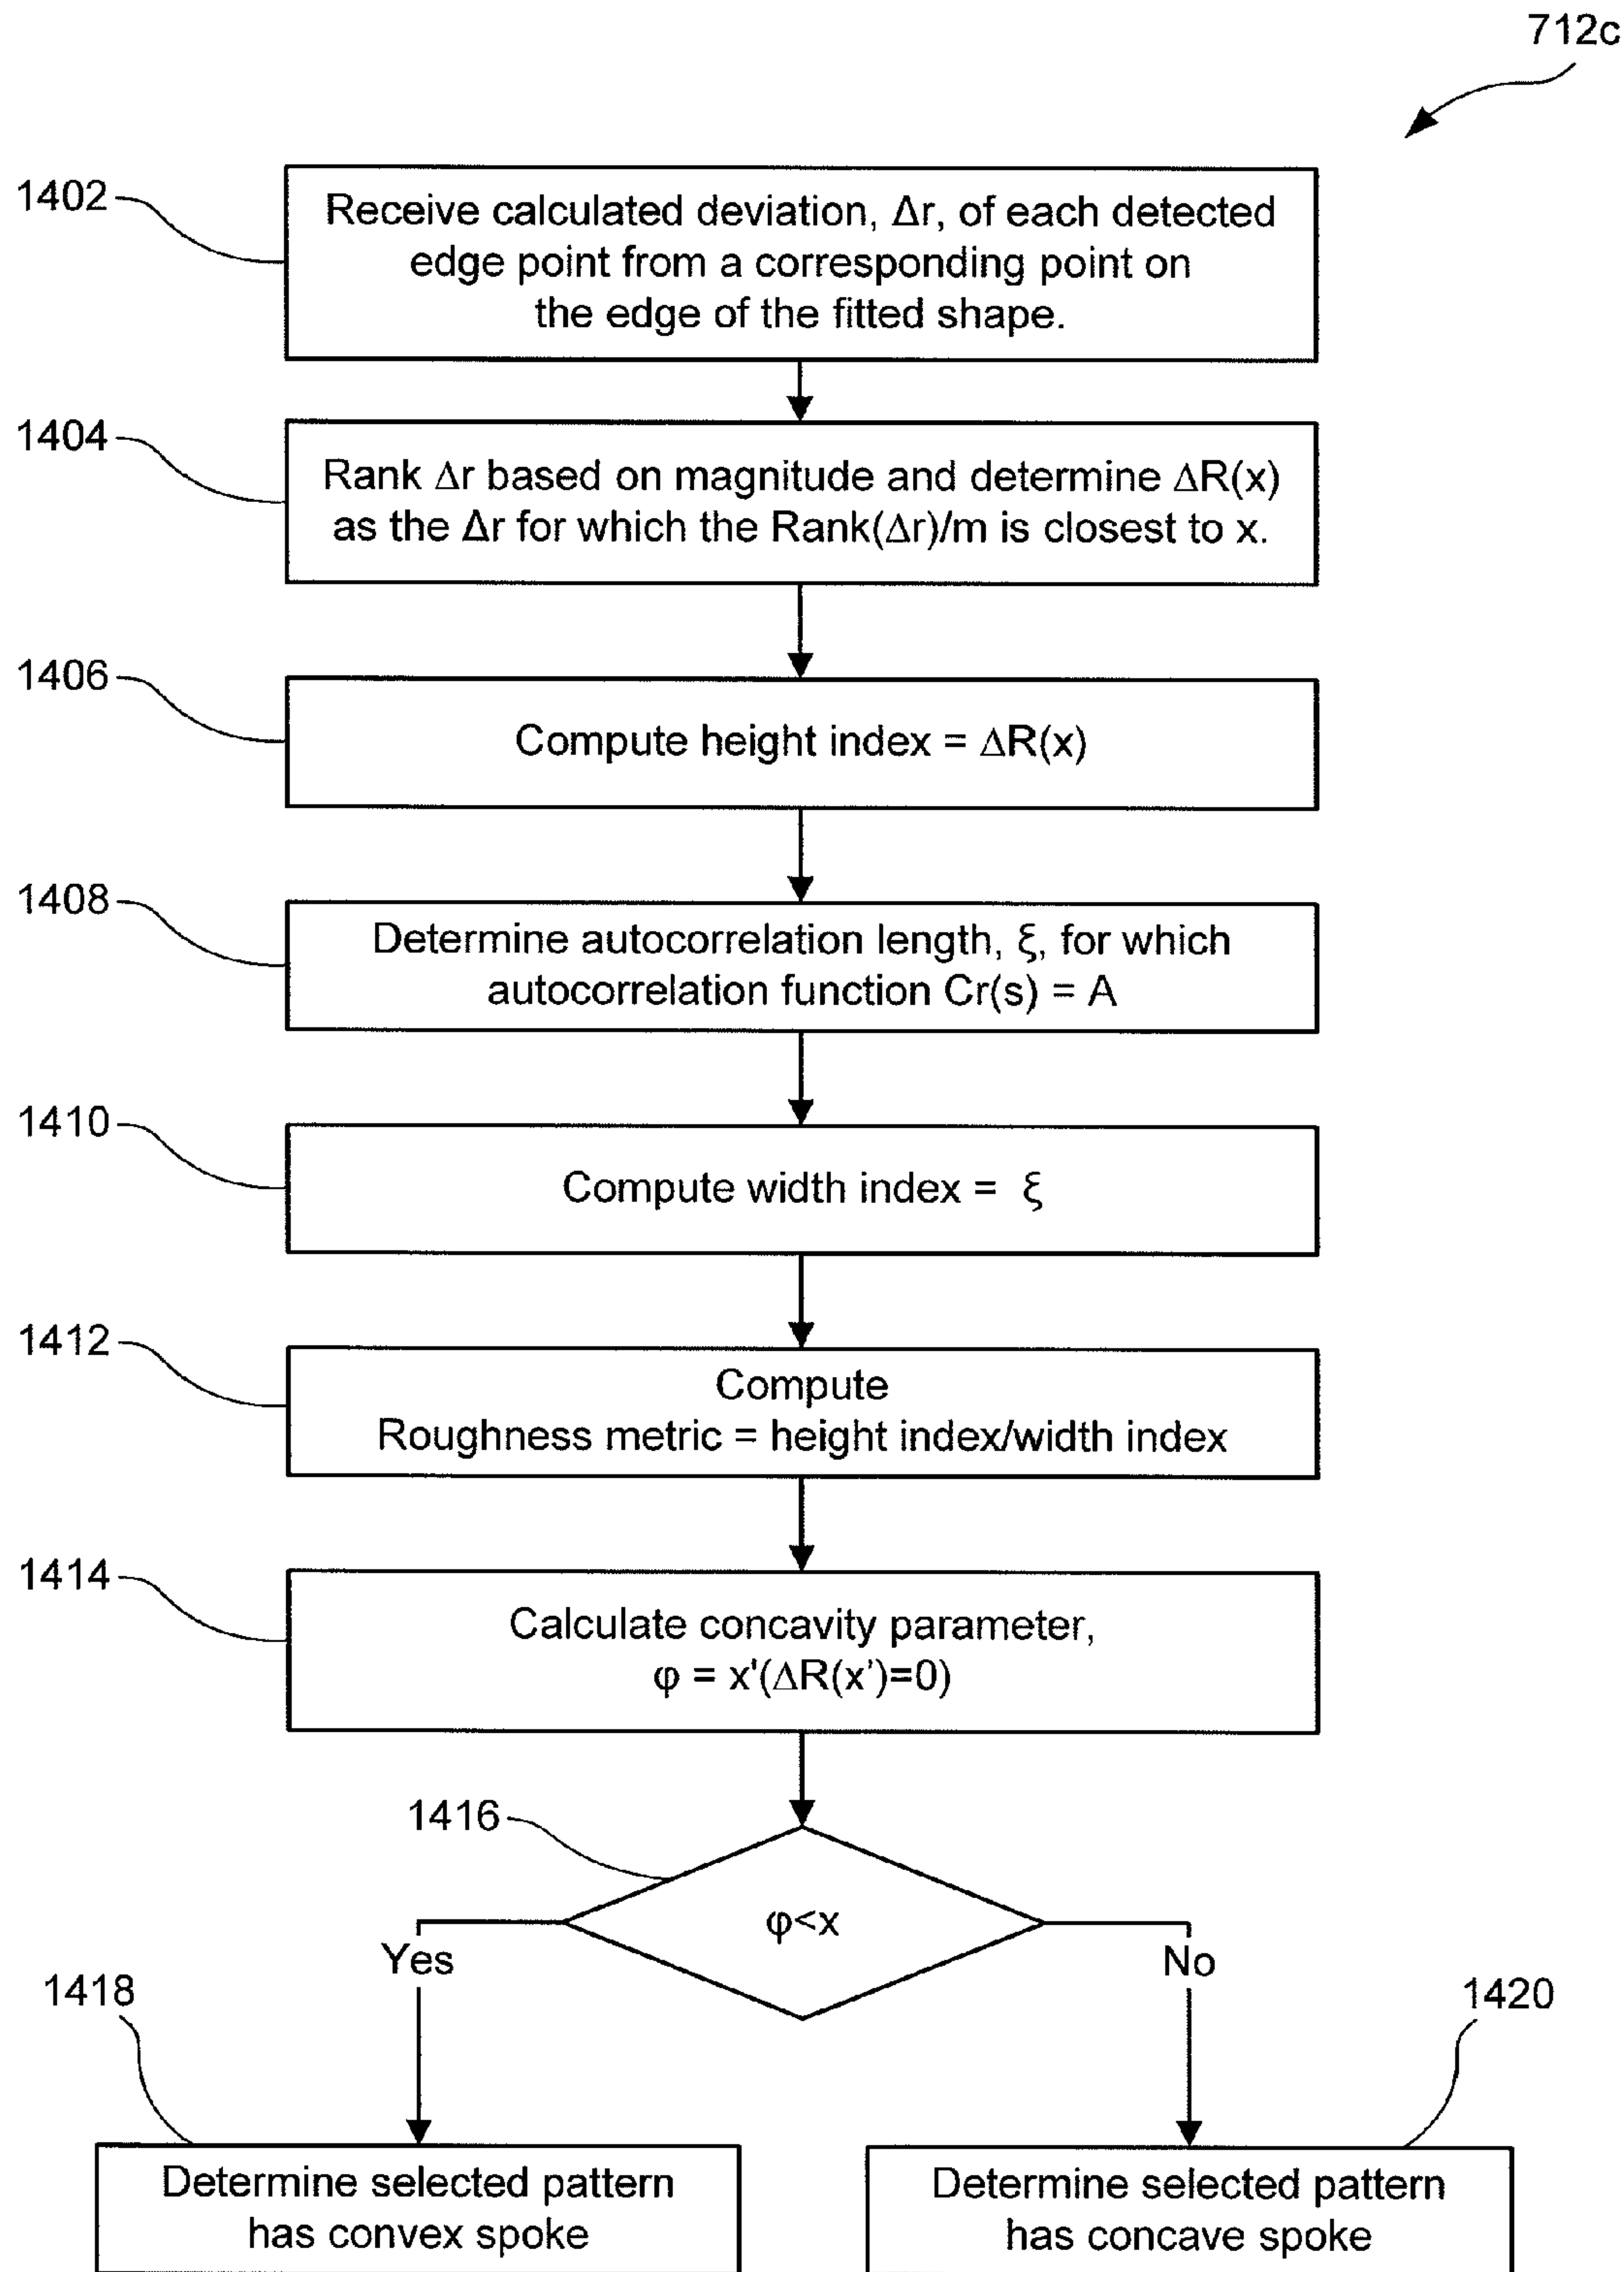 712c
1402
Receive calculated deviation, Δr, of each detected
edge point from a corresponding point on
the edge of the fitted shape.
1404
Rank Δr based on magnitude and determine ΔR(x)
as the Δr for which the Rank(Δr)/m is closest to x.
1406
Compute height index = ΔR(x)
1408
Determine autocorrelation length, ξ, for which
autocorrelation function Cr(s) = A
1410
Compute width index = ξ
1412
Compute
Roughness metric = height index/width index
1414
Calculate concavity parameter,
φ = x'(ΔR(x')=0)
1416
φ<x
Yes
No
1418
1420
Determine selected pattern
has convex spoke
Determine selected pattern
has concave spoke